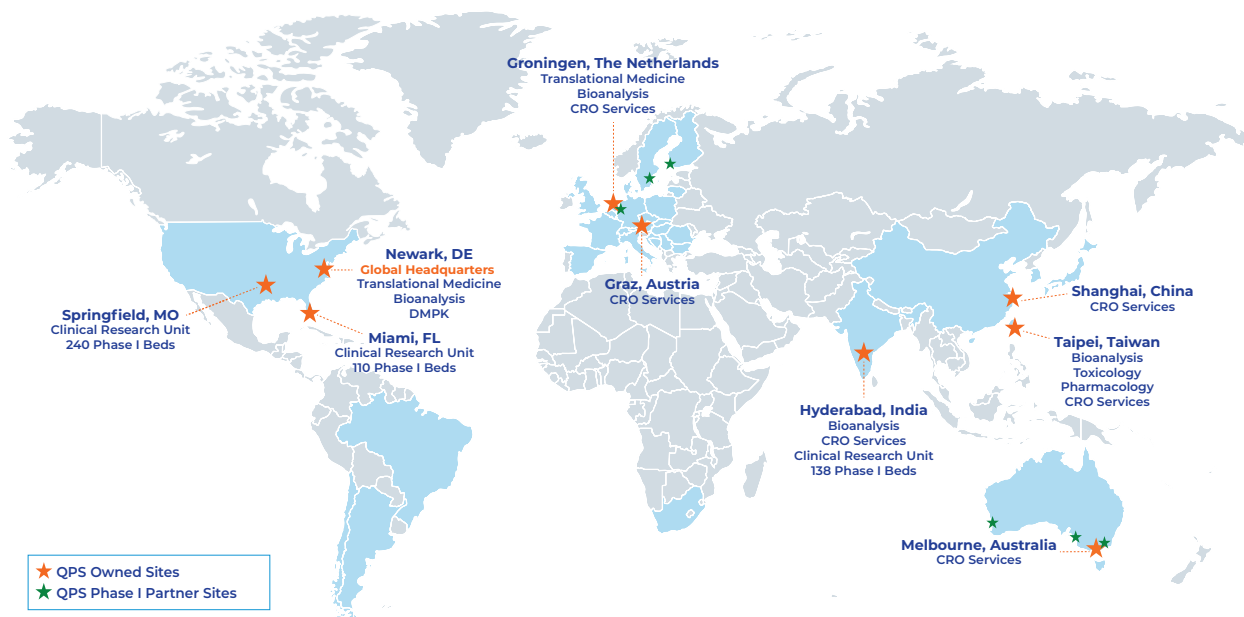 Groningen, The Netherlands
Translational Medicine
Bioanalysis
CRO Services
Newark, DE
Global Headquarters
Translational Medicine
Bioanalysis
DMPK
Springfield, MO
Clinical Research Unit
240 Phase I Beds
Miami, FL
Clinical Research Unit
110 Phase I Beds
Graz, Austria
CRO Services
Shanghai, China
CRO Services
Taipei, Taiwan
Bioanalysis
Toxicology
Pharmacology
CRO Services
Hyderabad, India
Bioanalysis
CRO Services
Clinical Research Unit
138 Phase I Beds
Melbourne, Australia
CRO Services
QPS Owned Sites
QPS Phase I Partner Sites